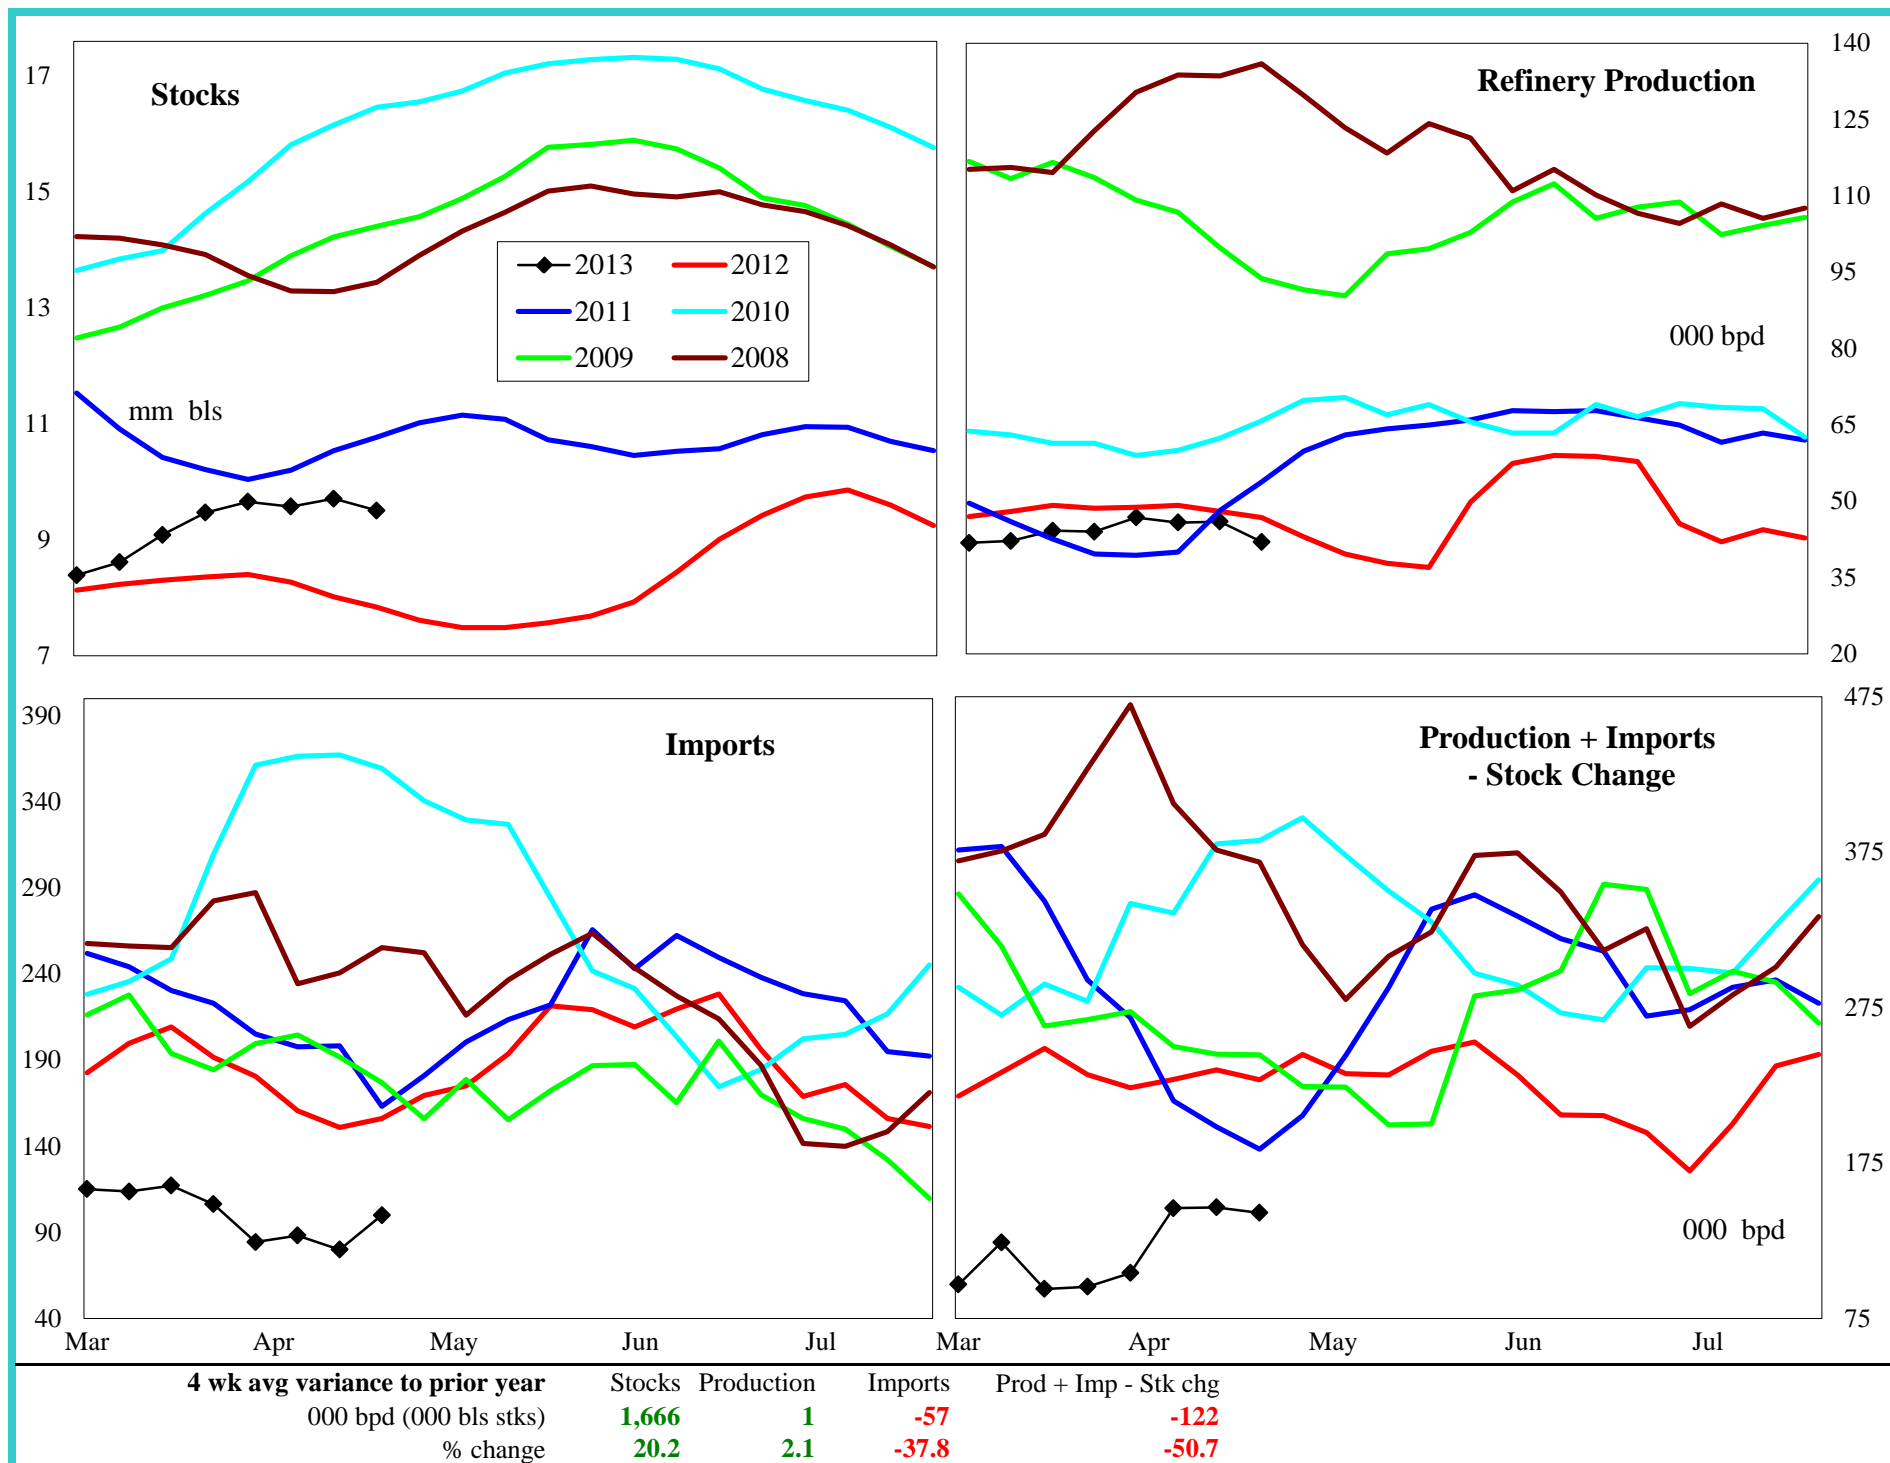 Stocks
17
15
13
11
9
7
mm bls
2013
2012
2011
2010
2009
2008
Refinery Production
140
125
110
95
80
65
50
35
20
000 bpd
Imports
390
340
290
240
190
140
90
40
Mar Apr May Jun Jul
Production + Imports
- Stock Change
475
375
275
175
75
000 bpd
Mar Apr May Jun Jul
4 wk avg variance to prior year Stocks Production Imports Prod + Imp - Stk chg
000 bpd (000 bls stks) 1,666 1 -57 -122
% change 20.2 2.1 -37.8 -50.7